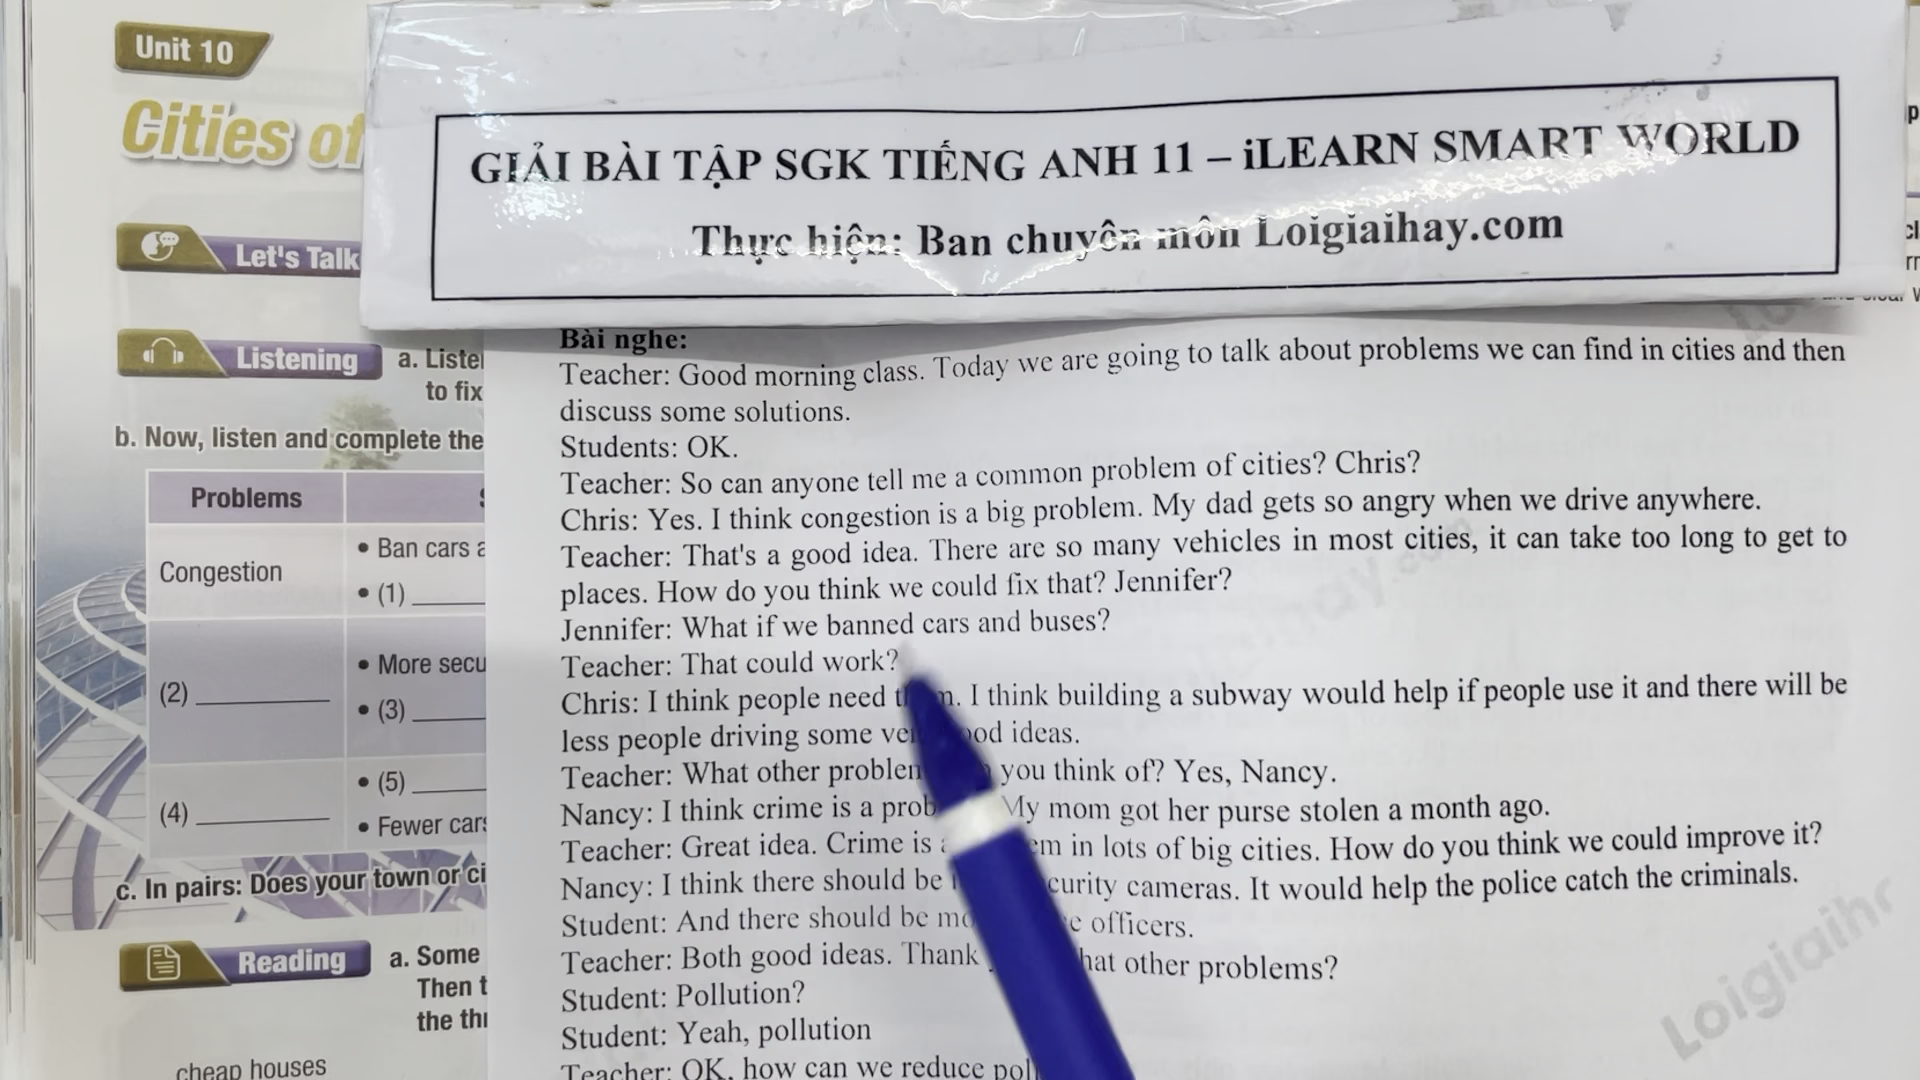 Unit 10
Cities of
Let's Talk
Listening
a. Liste
to fix
b. Now, listen and complete the
Problems
Congestion
• Ban cars a
• (1)
(2)
• More secu
• (3)
(4)
• (5)
• Fewer cars
c. In pairs: Does your town or ci
Reading
a. Some
Then t
the thr
cheap houses
GIẢI BÀI TẬP SGK TIẾNG ANH 11 – iLEARN SMART WORLD
Thực hiện: Ban chuyên môn Loigiaihay.com
Bài nghe:
Teacher: Good morning class. Today we are going to talk about problems we can find in cities and then
discuss some solutions.
Students: OK.
Teacher: So can anyone tell me a common problem of cities? Chris?
Chris: Yes. I think congestion is a big problem. My dad gets so angry when we drive anywhere.
Teacher: That's a good idea. There are so many vehicles in most cities, it can take too long to get to
places. How do you think we could fix that? Jennifer?
Jennifer: What if we banned cars and buses?
Teacher: That could work?
Chris: I think people need . I think building a subway would help if people use it and there will be
less people driving some ideas.
Teacher: What other you think of? Yes, Nancy.
Nancy: I think crime is a My mom got her purse stolen a month ago.
Teacher: Great idea. Crime is in lots of big cities. How do you think we could improve it?
Nancy: I think there should be cameras. It would help the police catch the criminals.
Student: And there should be officers.
Teacher: Both good ideas. Thank other problems?
Student: Pollution?
Student: Yeah, pollution
Teacher: OK, how can we reduce